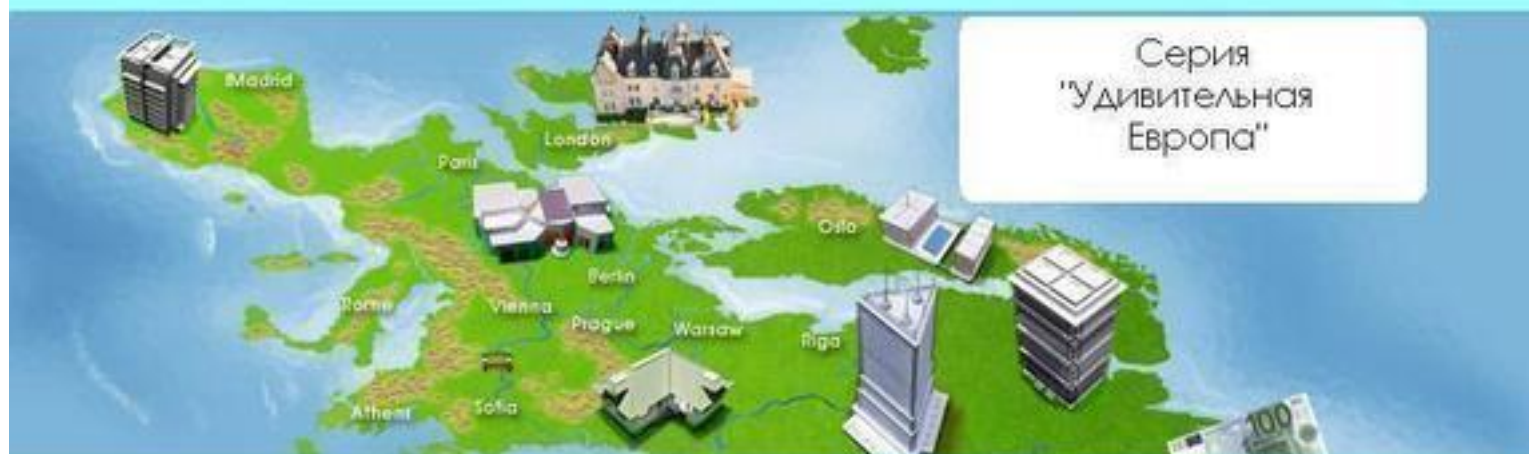 Серия
"Удивительная
Европа"
Madrid
London
Paris
Oslo
Berlin
Rome
Vienna
Prague
Warsaw
Riga
Athens
Sofia
100